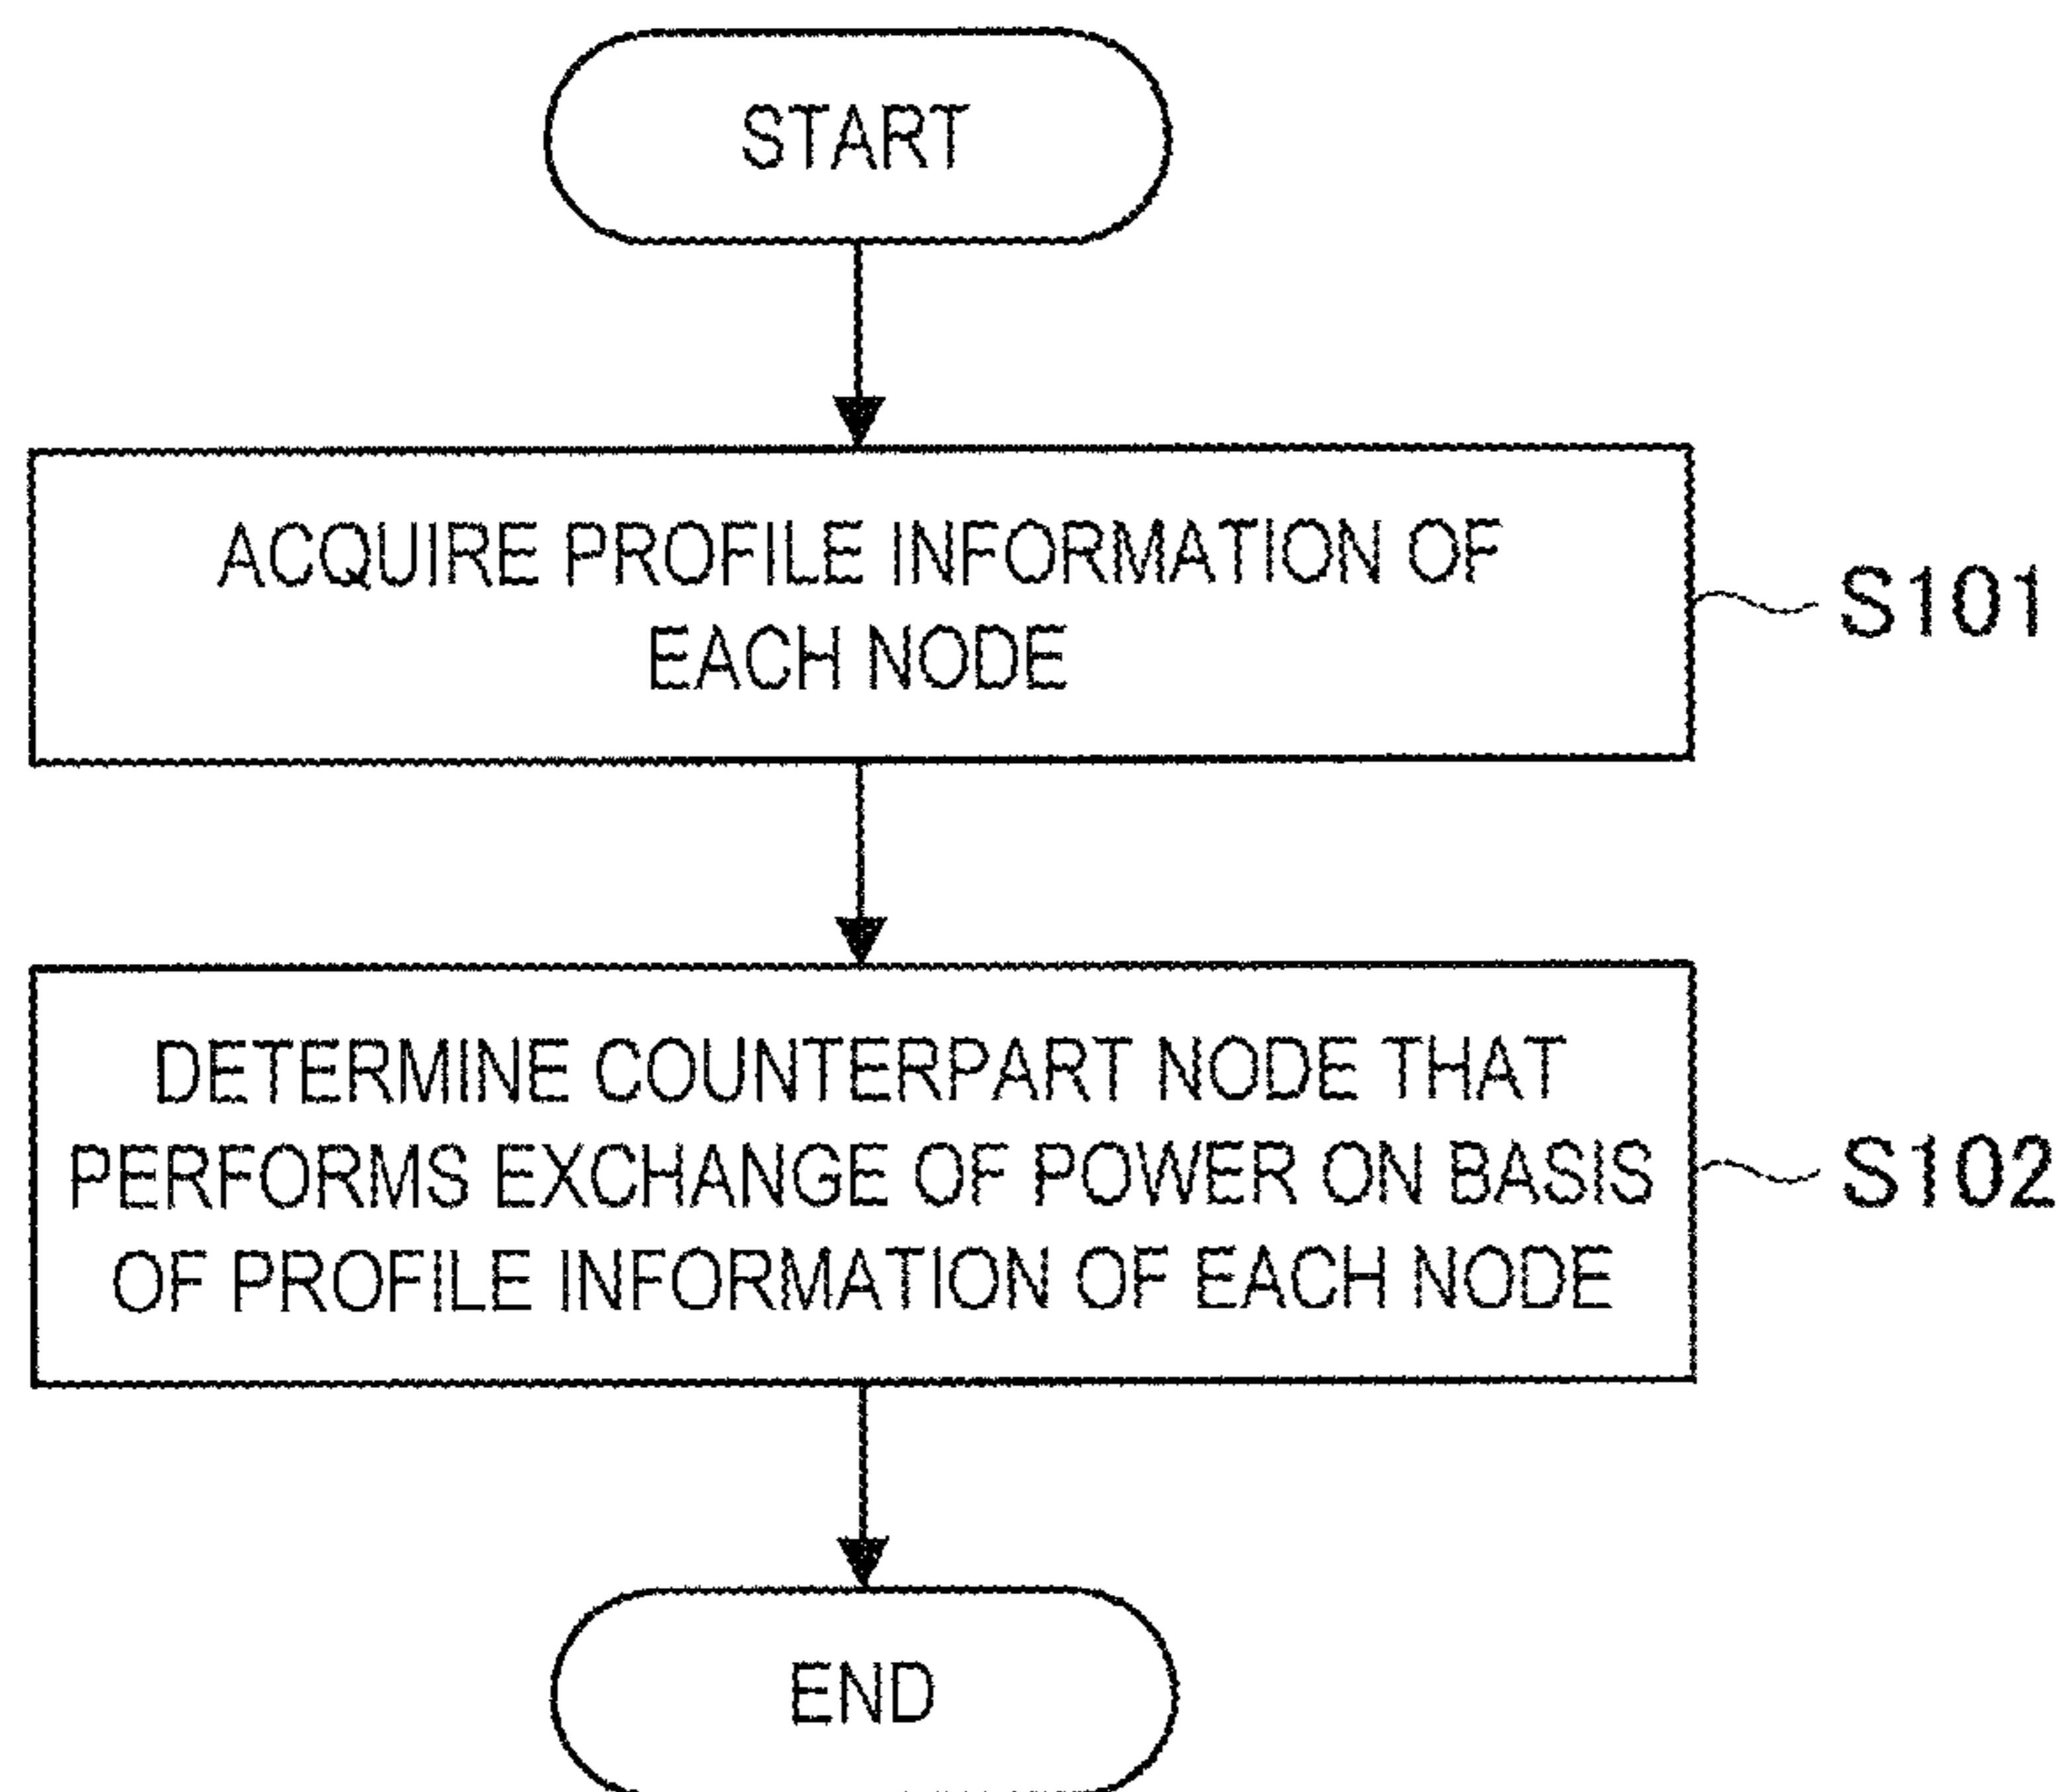 START
ACQUIRE PROFILE INFORMATION OF
EACH NODE
S101
DETERMINE COUNTERPART NODE THAT
PERFORMS EXCHANGE OF POWER ON BASIS
OF PROFILE INFORMATION OF EACH NODE
S102
END